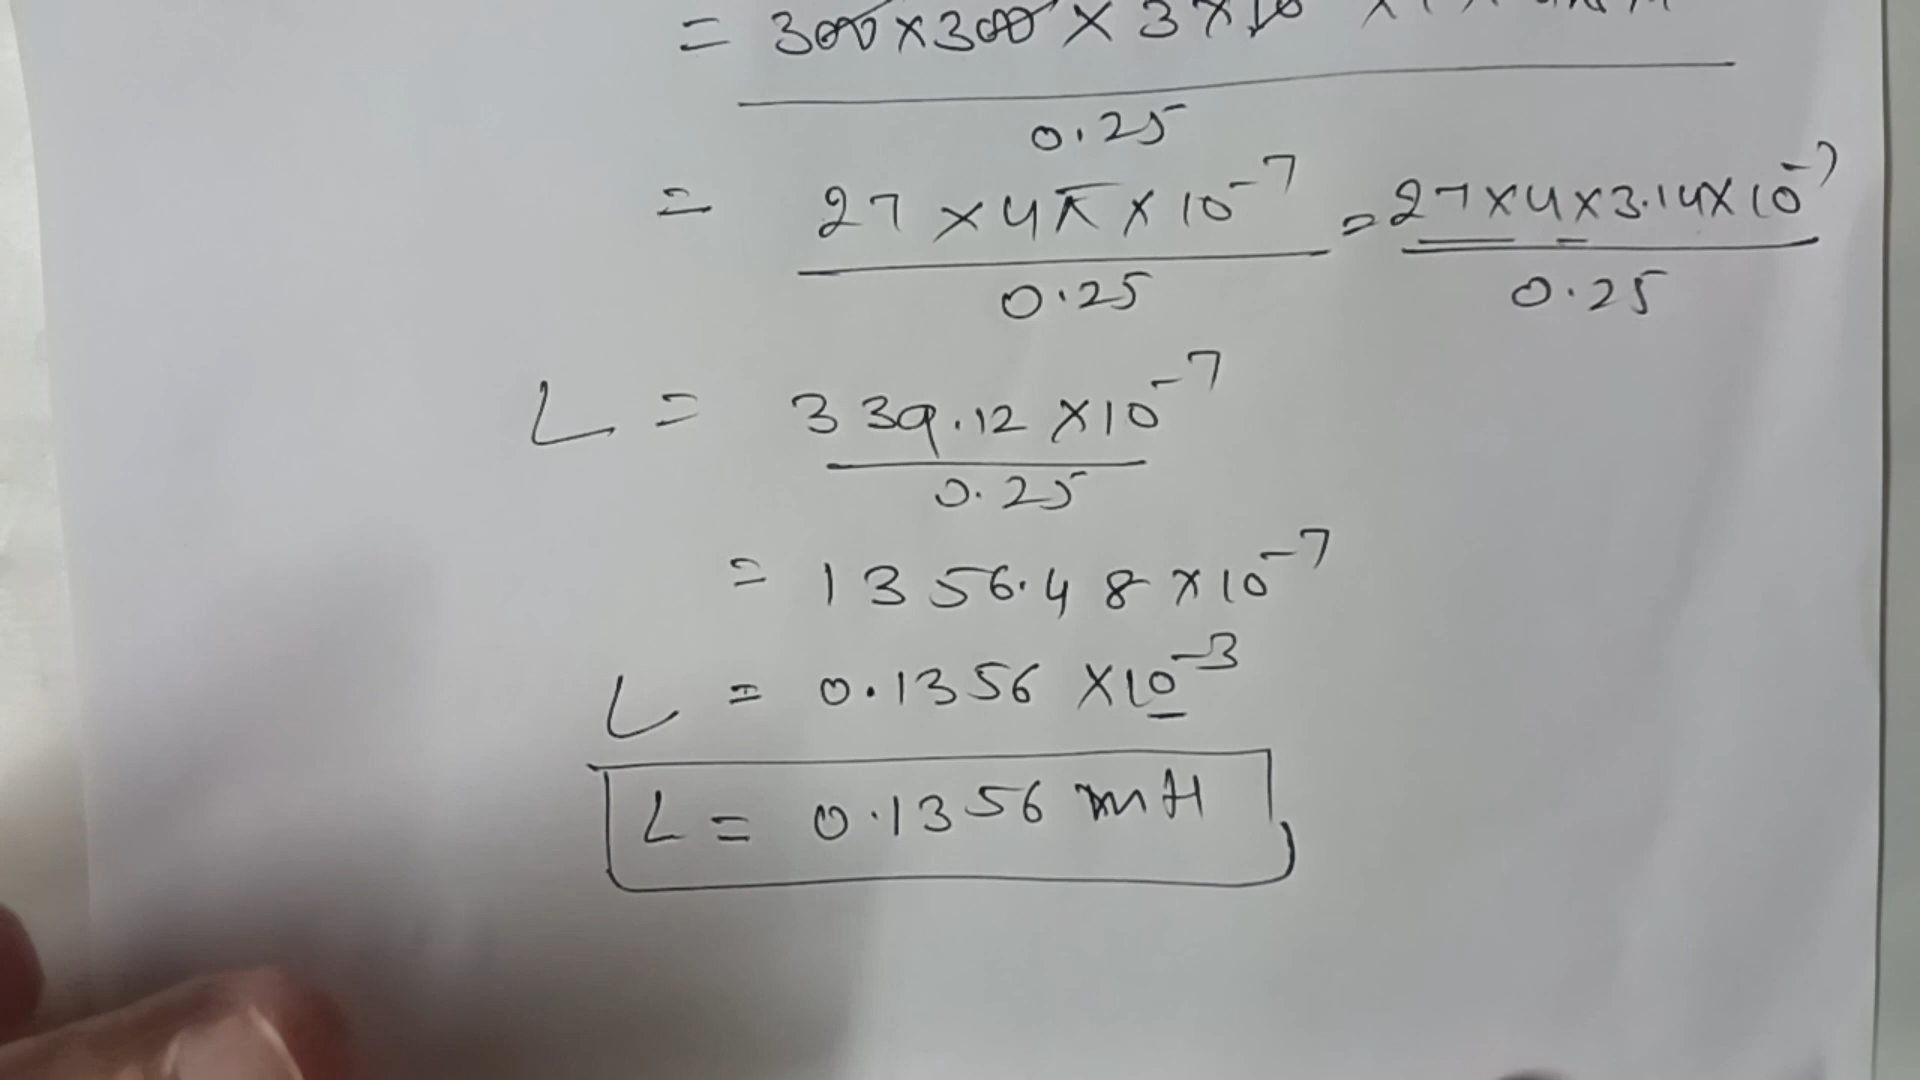 = 300 × 300 × 3 × 10
0.25
= 27 × 4π × 10⁻⁷ = 27 × 4 × 3.14 × 10⁻⁷
0.25 0.25
L = 339.12 × 10⁻⁷
0.25
= 1356.48 × 10⁻⁷
L = 0.1356 × 10⁻³
L = 0.1356 mH